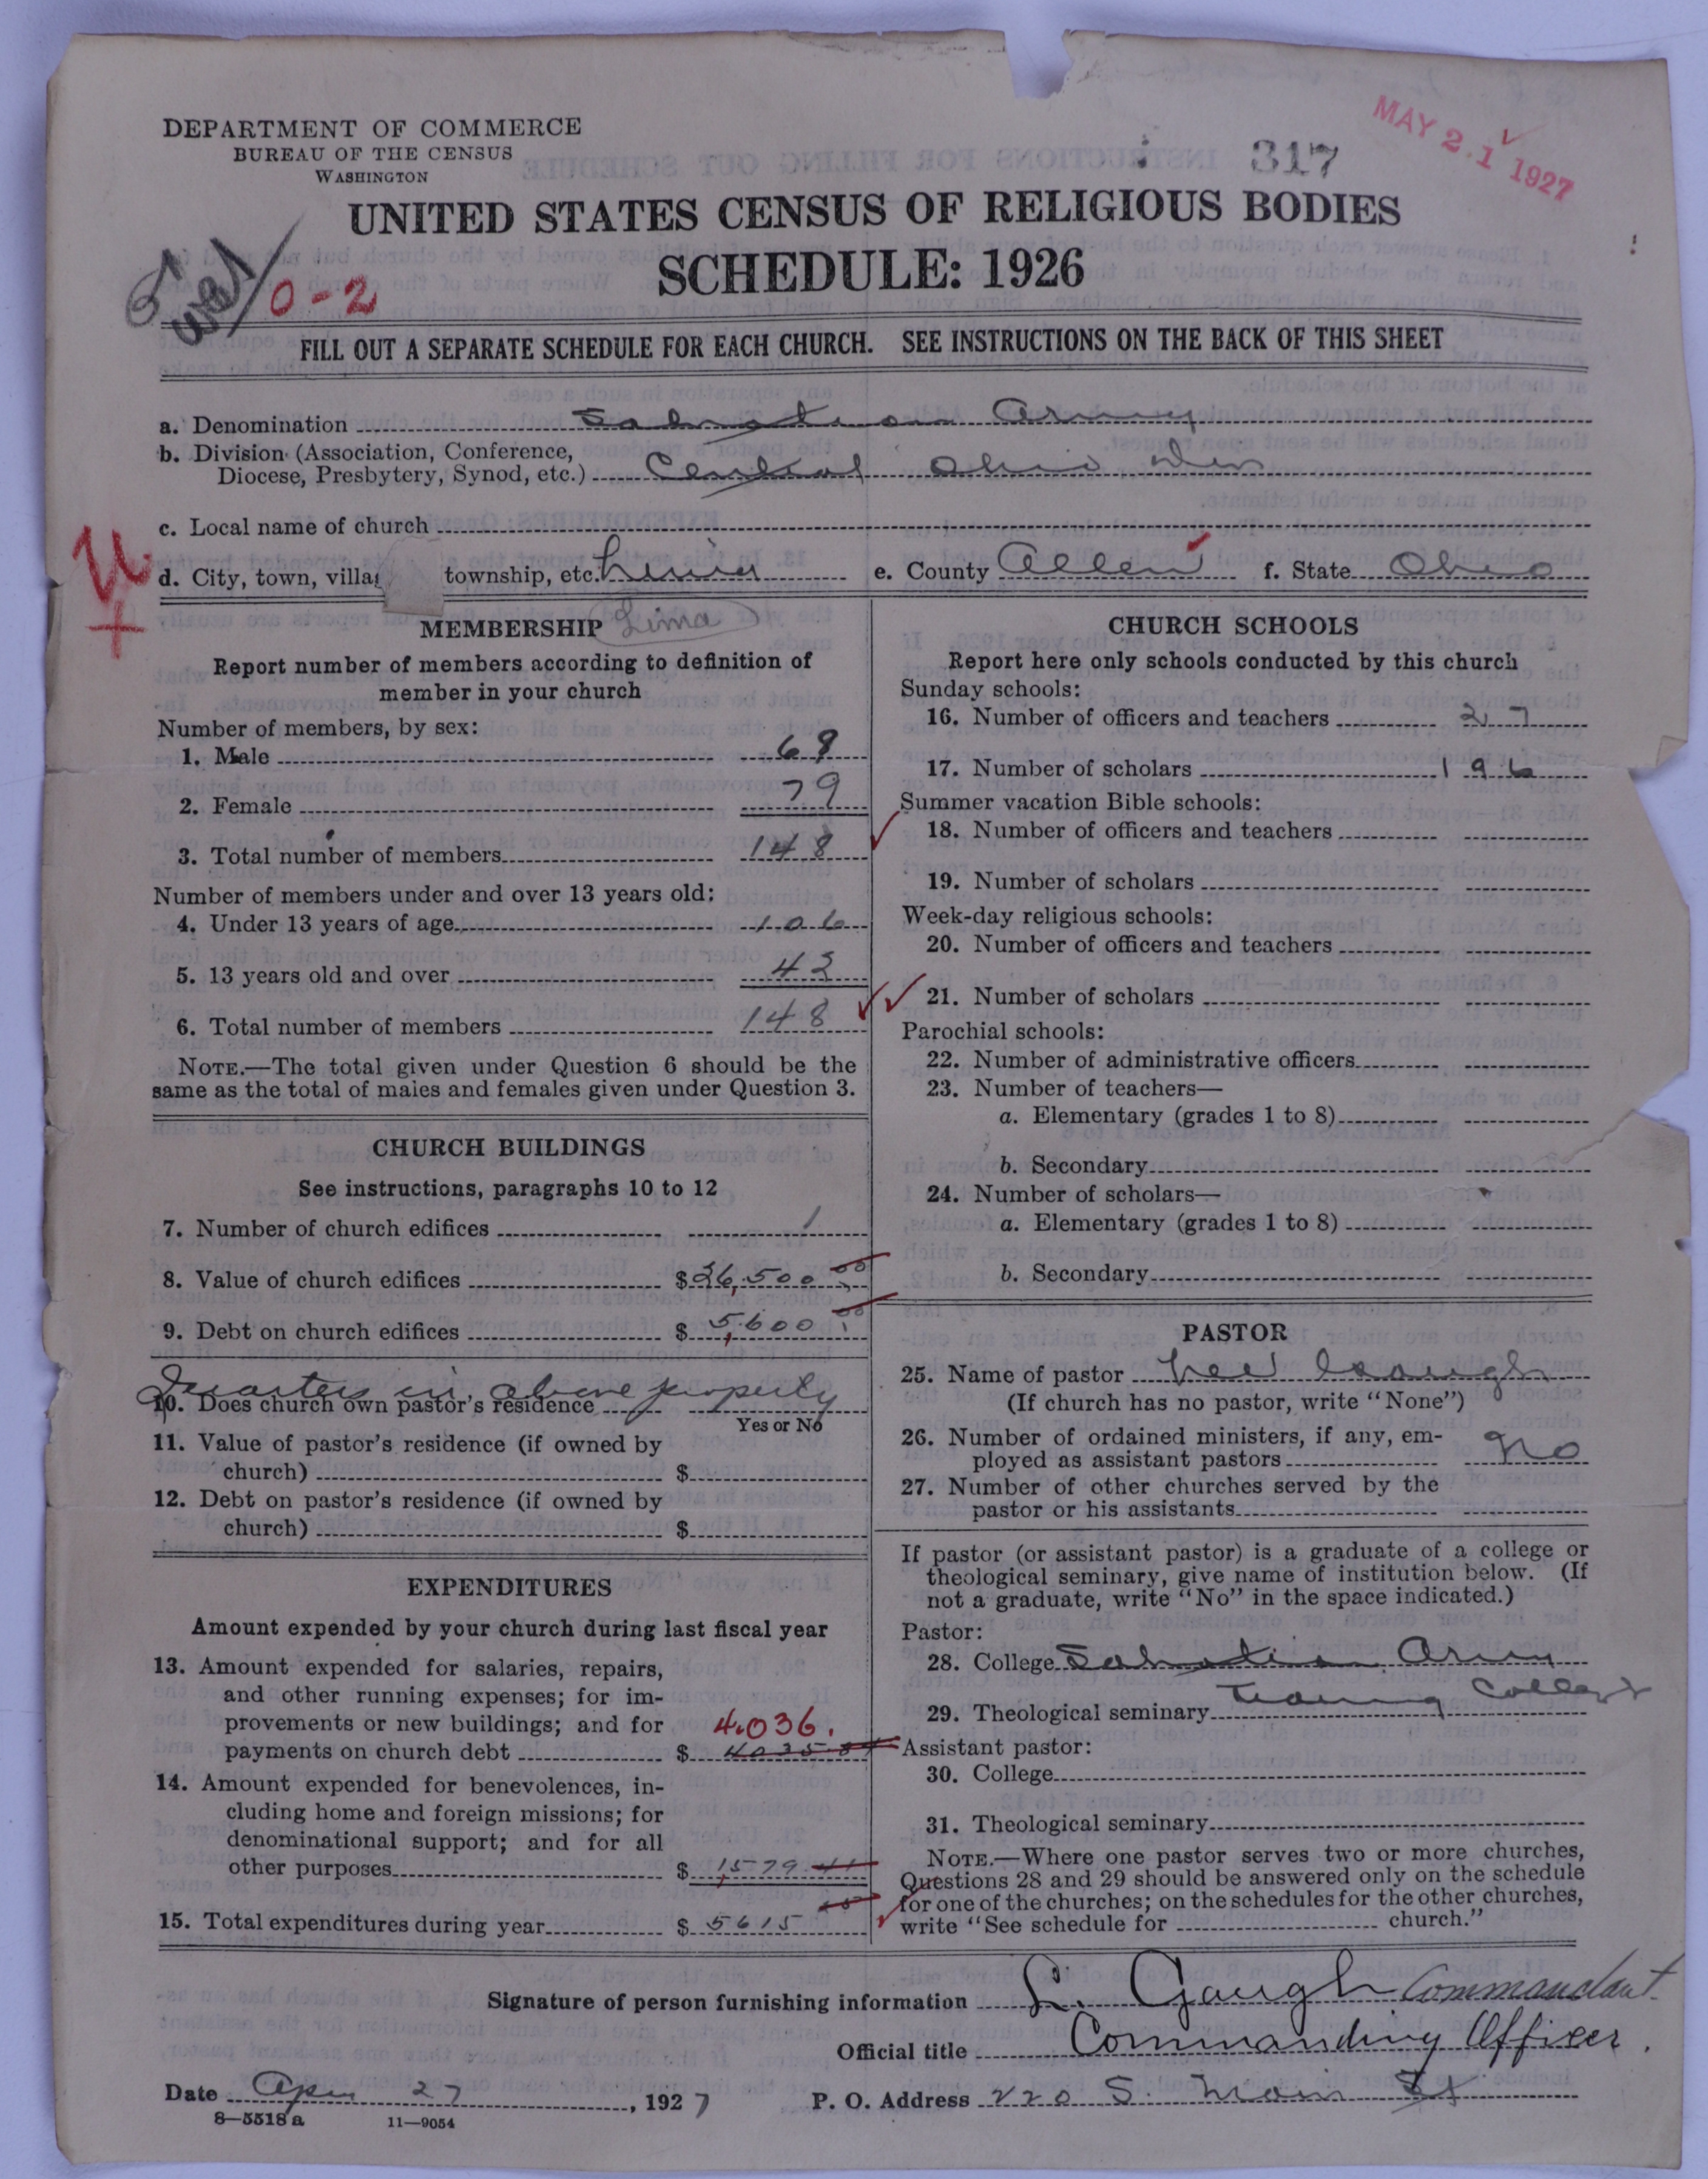 DEPARTMENT OF COMMERCE
BUREAU OF THE CENSUS
WASHINGTON
317
MAY 21 1927
UNITED STATES CENSUS OF RELIGIOUS BODIES
SCHEDULE: 1926
0-2
FILL OUT A SEPARATE SCHEDULE FOR EACH CHURCH. SEE INSTRUCTIONS ON THE BACK OF THIS SHEET
a. Denomination Salvation Army
b. Division (Association, Conference,
Diocese, Presbytery, Synod, etc.) Central Ohio Div
c. Local name of church
d. City, town, villag township, etc. Lima e. County Allen f. State Ohio
MEMBERSHIP Lima
Report number of members according to definition of
member in your church
Number of members, by sex:
1. Male 69
2. Female 79
3. Total number of members 148
Number of members under and over 13 years old:
4. Under 13 years of age 106
5. 13 years old and over 42
6. Total number of members 148
NOTE.—The total given under Question 6 should be the
same as the total of males and females given under Question 3.
CHURCH BUILDINGS
See instructions, paragraphs 10 to 12
7. Number of church edifices 1
8. Value of church edifices $26,500 00
9. Debt on church edifices $5,600 00
Quarters in above property
10. Does church own pastor's residence
Yes or No
11. Value of pastor's residence (if owned by
church) $
12. Debt on pastor's residence (if owned by
church) $
EXPENDITURES
Amount expended by your church during last fiscal year
13. Amount expended for salaries, repairs,
and other running expenses; for im-
provements or new buildings; and for 4,036.
payments on church debt $ 4035
14. Amount expended for benevolences, in-
cluding home and foreign missions; for
denominational support; and for all
other purposes $ 1,579 41
15. Total expenditures during year $ 5615
CHURCH SCHOOLS
Report here only schools conducted by this church
Sunday schools:
16. Number of officers and teachers 27
17. Number of scholars 196
Summer vacation Bible schools:
18. Number of officers and teachers
19. Number of scholars
Week-day religious schools:
20. Number of officers and teachers
21. Number of scholars
Parochial schools:
22. Number of administrative officers
23. Number of teachers—
a. Elementary (grades 1 to 8)
b. Secondary
24. Number of scholars—
a. Elementary (grades 1 to 8)
b. Secondary
PASTOR
25. Name of pastor Lee Gaugh
(If church has no pastor, write "None")
26. Number of ordained ministers, if any, em-
ployed as assistant pastors no
27. Number of other churches served by the
pastor or his assistants
If pastor (or assistant pastor) is a graduate of a college or
theological seminary, give name of institution below. (If
not a graduate, write "No" in the space indicated.)
Pastor:
28. College Salvation Army
29. Theological seminary Training College
Assistant pastor:
30. College
31. Theological seminary
NOTE.—Where one pastor serves two or more churches,
Questions 28 and 29 should be answered only on the schedule
for one of the churches; on the schedules for the other churches,
write "See schedule for church."
Signature of person furnishing information L. Gaugh Commandant
Official title Commanding Officer.
Date Apr 27, 1927 P. O. Address 220 S. Main St
8—5518a 11—9054